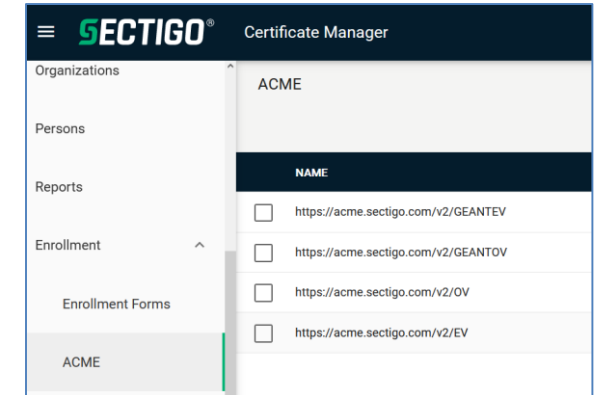 SECTIGO® Certificate Manager
Organizations
Persons
Reports
Enrollment
Enrollment Forms
ACME
ACME
NAME
https://acme.sectigo.com/v2/GEANTEV
https://acme.sectigo.com/v2/GEANTOV
https://acme.sectigo.com/v2/OV
https://acme.sectigo.com/v2/EV